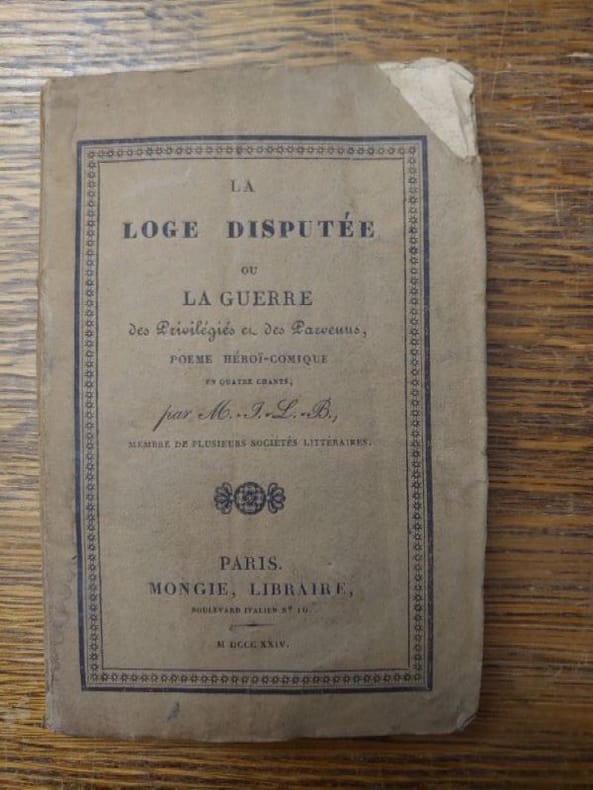 LA
LOGE DISPUTÉE
OU
LA GUERRE
des Privilégiés et des Parvenus,
POEME HÉROÏ-COMIQUE
EN QUATRE CHANTS,
par M. J. L. B.,
MEMBRE DE PLUSIEURS SOCIÉTÉS LITTÉRAIRES.
PARIS.
MONGIE, LIBRAIRE,
BOULEVARD ITALIEN Nº 10.
M DCCC XXIV.